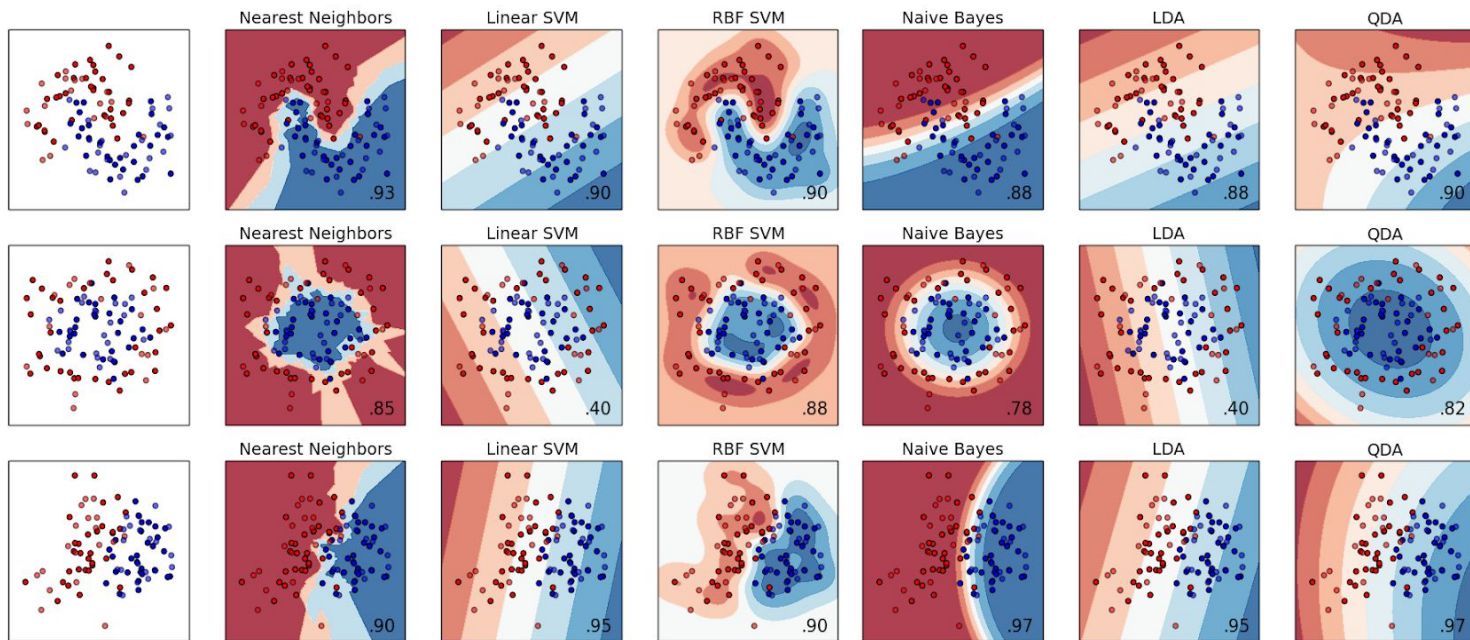 Nearest Neighbors Linear SVM RBF SVM Naive Bayes LDA QDA
.93 .90 .90 .88 .88 .90
Nearest Neighbors Linear SVM RBF SVM Naive Bayes LDA QDA
.85 .40 .88 .78 .40 .82
Nearest Neighbors Linear SVM RBF SVM Naive Bayes LDA QDA
.90 .95 .90 .97 .95 .97